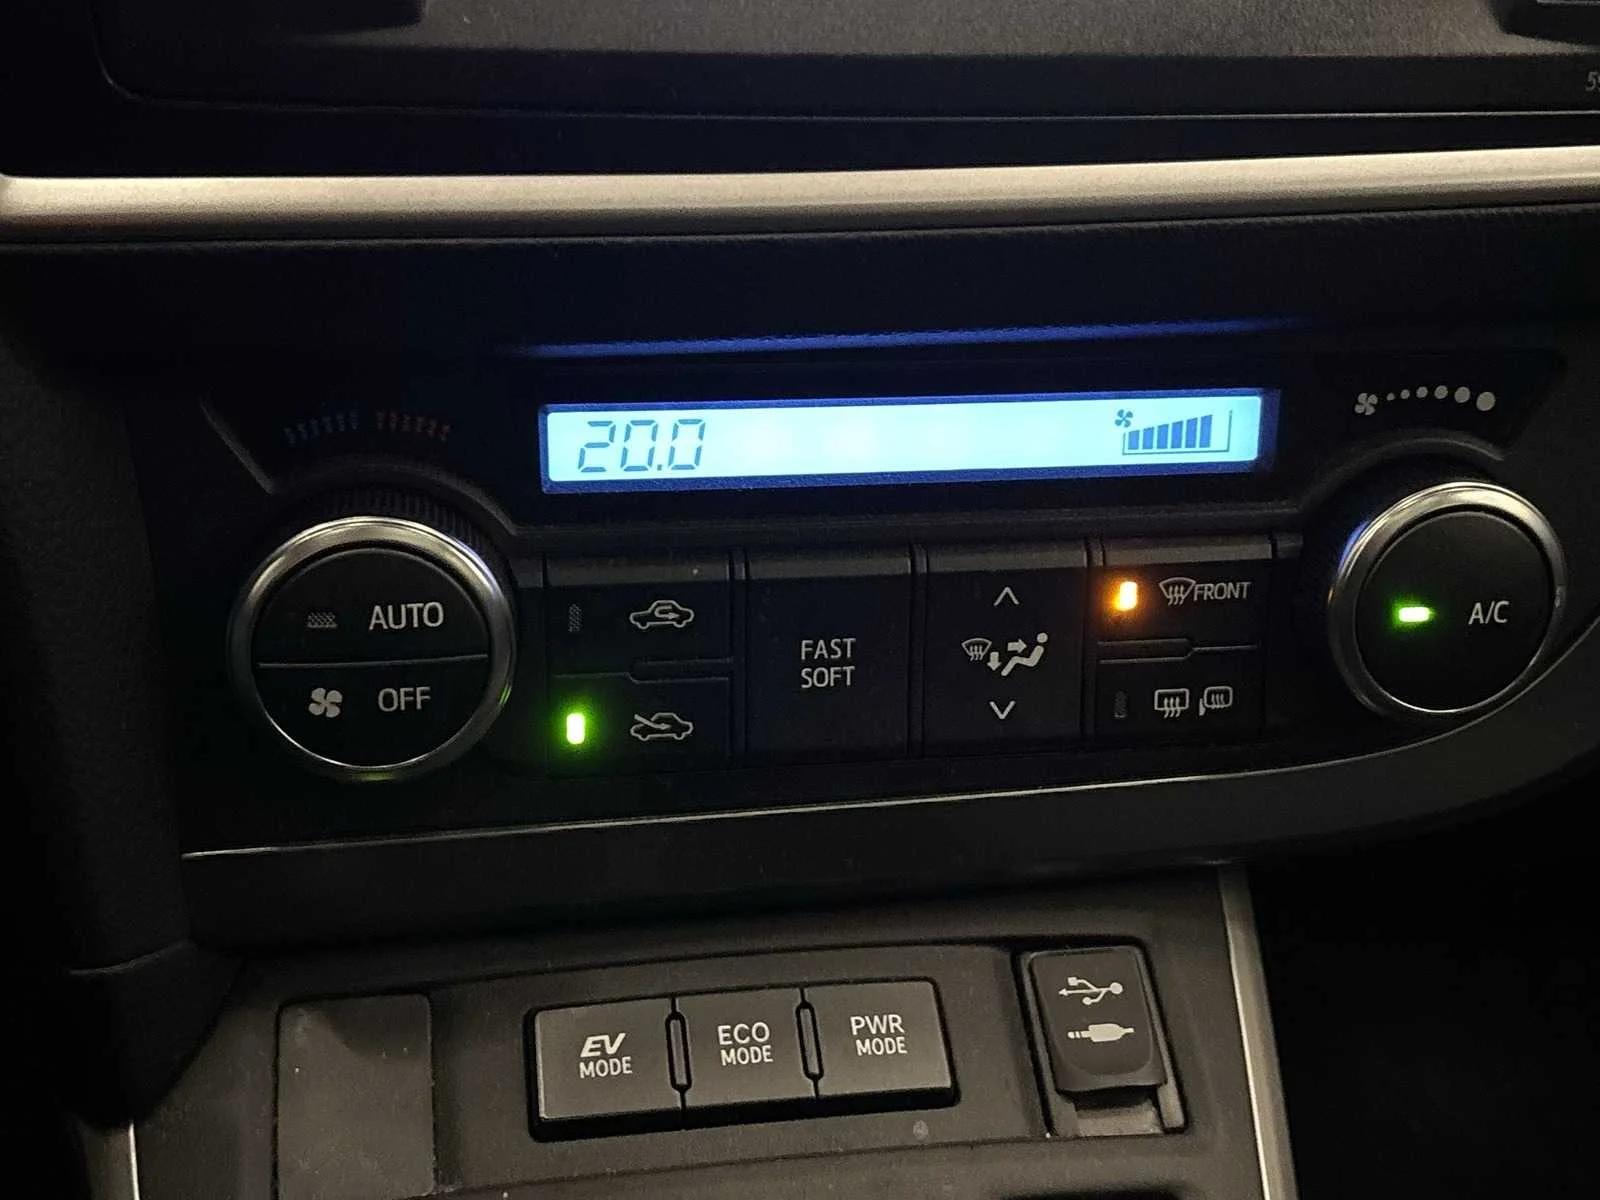 20.0
AUTO
OFF
FAST
SOFT
FRONT
A/C
EV
MODE
ECO
MODE
PWR
MODE